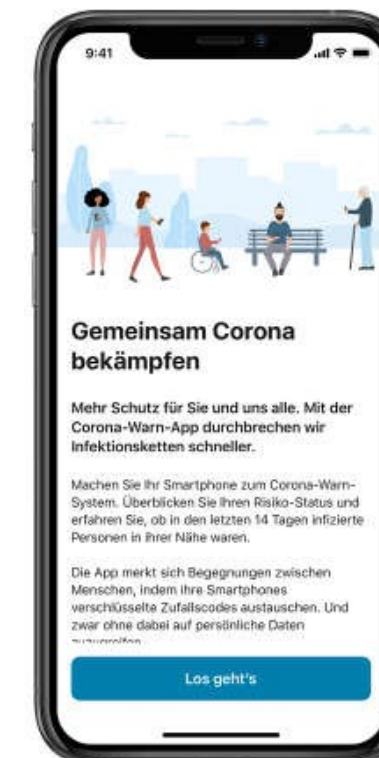 9:41
Gemeinsam Corona
bekämpfen
Mehr Schutz für Sie und uns alle. Mit der
Corona-Warn-App durchbrechen wir
Infektionsketten schneller.
Machen Sie Ihr Smartphone zum Corona-Warn-
System. Überblicken Sie Ihren Risiko-Status und
erfahren Sie, ob in den letzten 14 Tagen infizierte
Personen in Ihrer Nähe waren.
Die App merkt sich Begegnungen zwischen
Menschen, indem ihre Smartphones
verschlüsselte Zufallscodes austauschen. Und
zwar ohne dabei auf persönliche Daten
Los geht's